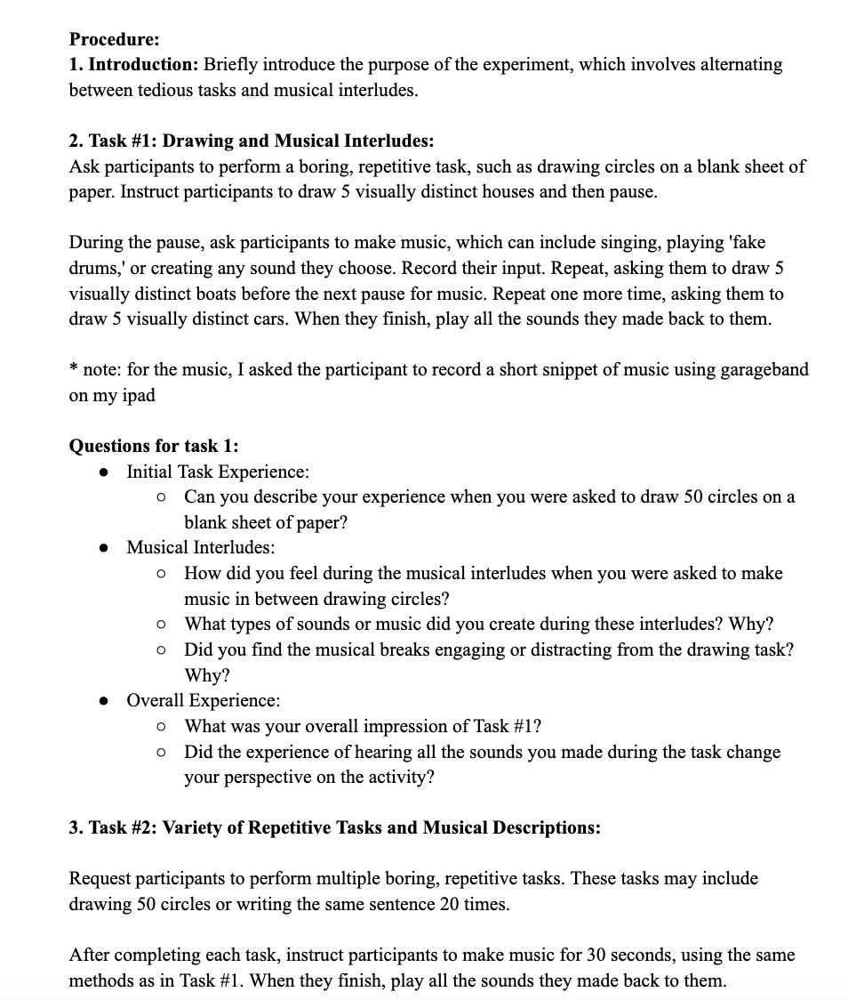 Procedure:
1. Introduction: Briefly introduce the purpose of the experiment, which involves alternating
between tedious tasks and musical interludes.
2. Task #1: Drawing and Musical Interludes:
Ask participants to perform a boring, repetitive task, such as drawing circles on a blank sheet of
paper. Instruct participants to draw 5 visually distinct houses and then pause.
During the pause, ask participants to make music, which can include singing, playing 'fake
drums,' or creating any sound they choose. Record their input. Repeat, asking them to draw 5
visually distinct boats before the next pause for music. Repeat one more time, asking them to
draw 5 visually distinct cars. When they finish, play all the sounds they made back to them.
* note: for the music, I asked the participant to record a short snippet of music using garageband
on my ipad
Questions for task 1:
● Initial Task Experience:
○ Can you describe your experience when you were asked to draw 50 circles on a
blank sheet of paper?
● Musical Interludes:
○ How did you feel during the musical interludes when you were asked to make
music in between drawing circles?
○ What types of sounds or music did you create during these interludes? Why?
○ Did you find the musical breaks engaging or distracting from the drawing task?
Why?
● Overall Experience:
○ What was your overall impression of Task #1?
○ Did the experience of hearing all the sounds you made during the task change
your perspective on the activity?
3. Task #2: Variety of Repetitive Tasks and Musical Descriptions:
Request participants to perform multiple boring, repetitive tasks. These tasks may include
drawing 50 circles or writing the same sentence 20 times.
After completing each task, instruct participants to make music for 30 seconds, using the same
methods as in Task #1. When they finish, play all the sounds they made back to them.